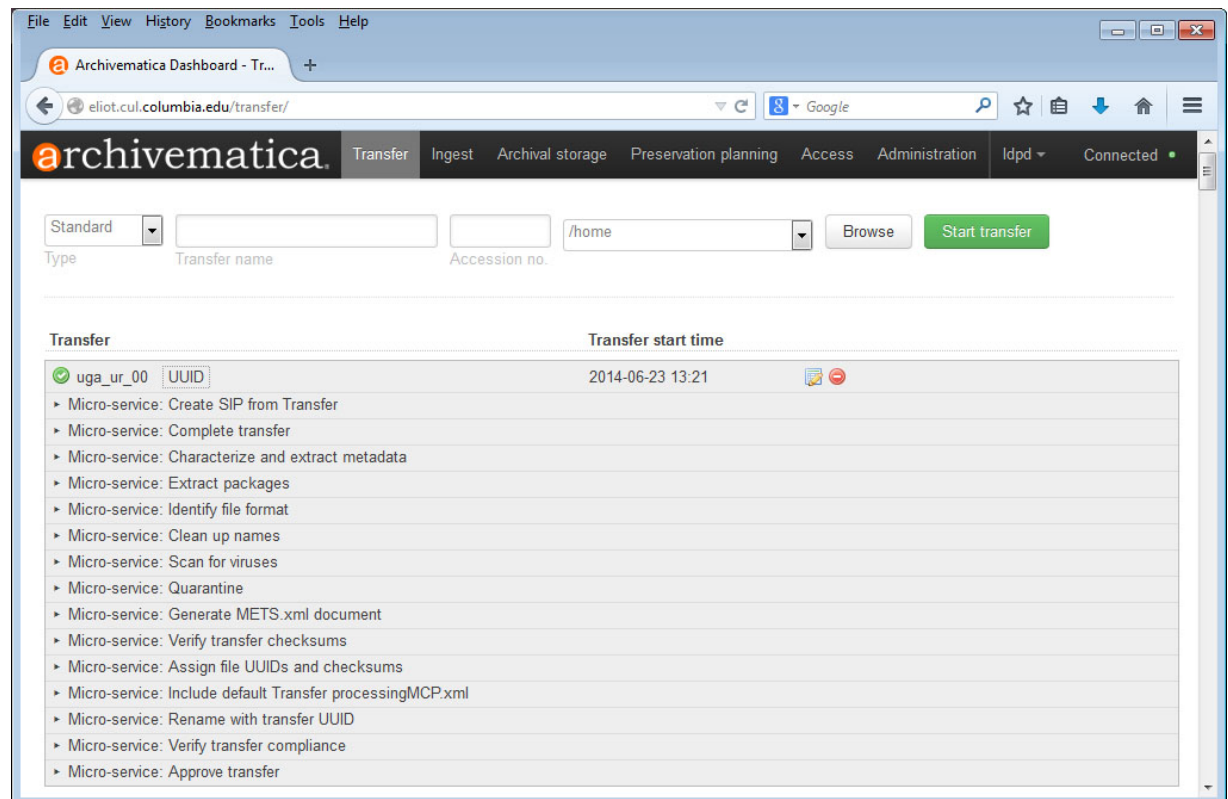 File Edit View History Bookmarks Tools Help
Archivematica Dashboard - Tr... +
eliot.cul.columbia.edu/transfer/ 8 Google
archivematica. Transfer Ingest Archival storage Preservation planning Access Administration ldpd Connected
Standard /home Browse Start transfer
Type Transfer name Accession no.
Transfer Transfer start time
uga_ur_00 UUID 2014-06-23 13:21
Micro-service: Create SIP from Transfer
Micro-service: Complete transfer
Micro-service: Characterize and extract metadata
Micro-service: Extract packages
Micro-service: Identify file format
Micro-service: Clean up names
Micro-service: Scan for viruses
Micro-service: Quarantine
Micro-service: Generate METS.xml document
Micro-service: Verify transfer checksums
Micro-service: Assign file UUIDs and checksums
Micro-service: Include default Transfer processingMCP.xml
Micro-service: Rename with transfer UUID
Micro-service: Verify transfer compliance
Micro-service: Approve transfer